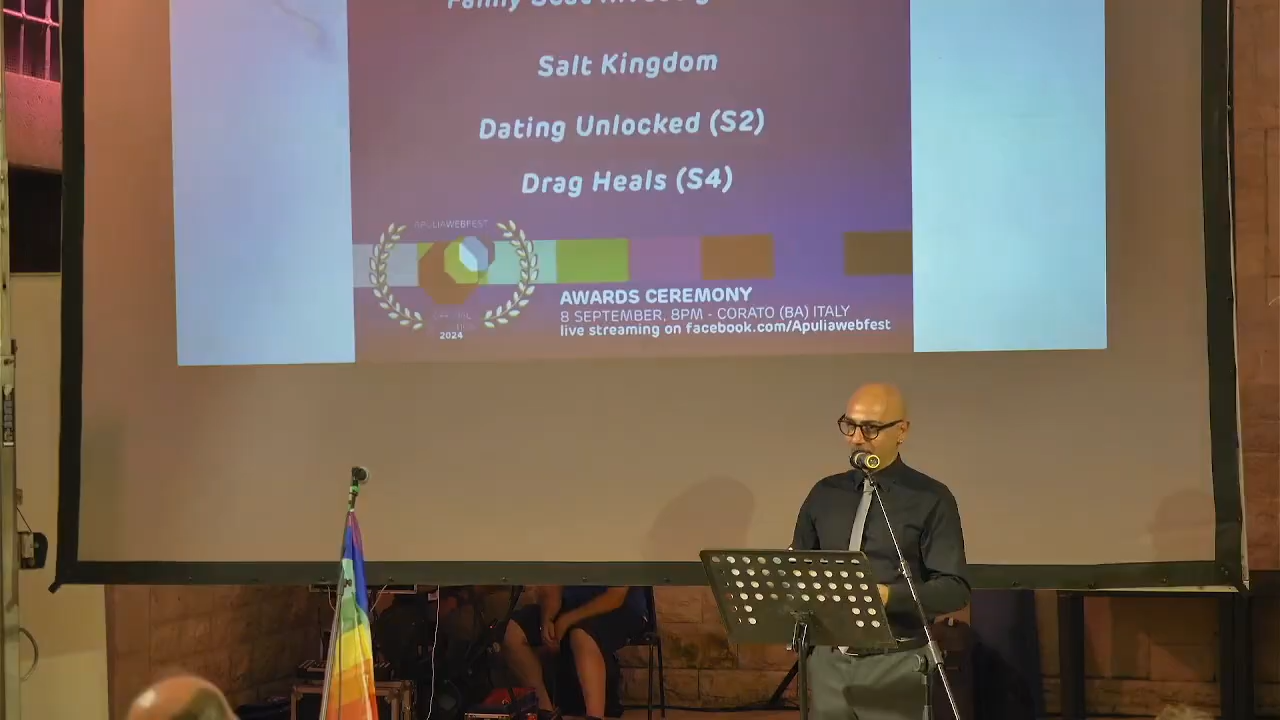 Salt Kingdom
Dating Unlocked (S2)
Drag Heals (S4)
APULIAWEBFEST
2024
AWARDS CEREMONY
8 SEPTEMBER, 8PM - CORATO (BA) ITALY
live streaming on facebook.com/Apuliawebfest